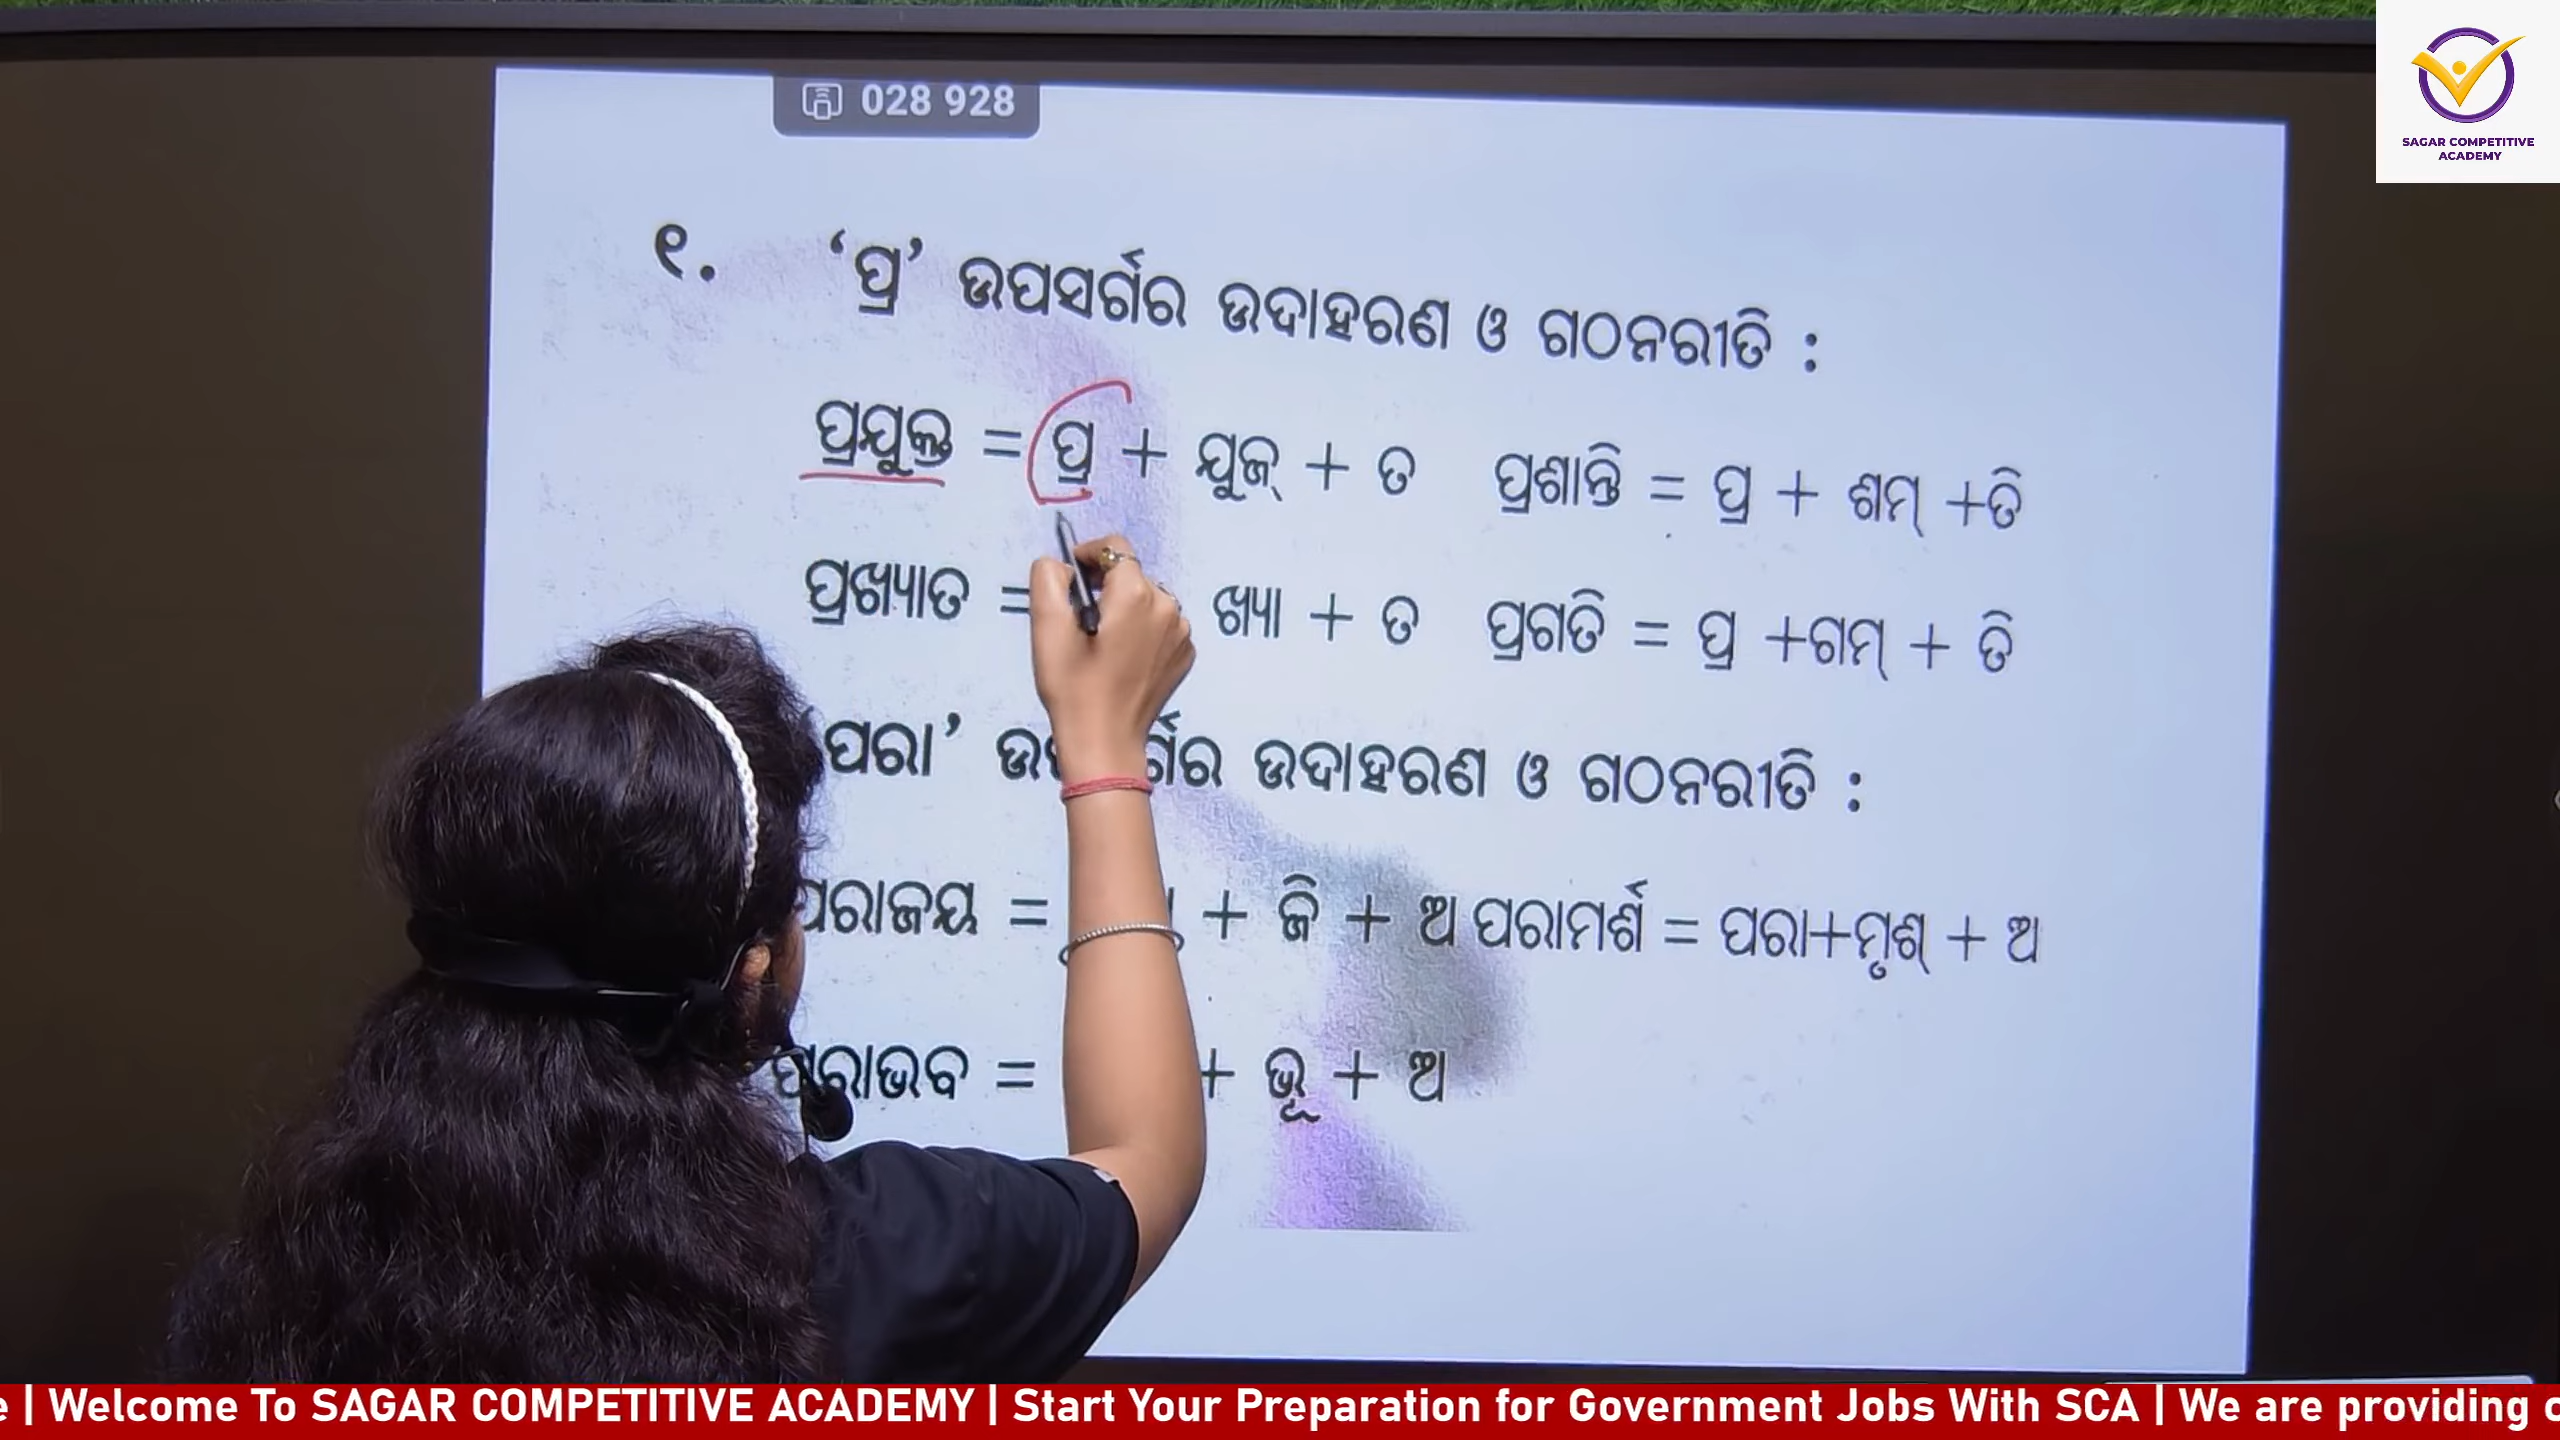 028 928
SAGAR COMPETITIVE
ACADEMY
୧. ‘ପ୍ର’ ଉପସର୍ଗର ଉଦାହରଣ ଓ ଗଠନରୀତି :
ପ୍ରଯୁକ୍ତ = ପ୍ର + ଯୁଜ୍ + ତ ପ୍ରଶାନ୍ତି = ପ୍ର + ଶମ୍ +ତି
ପ୍ରଖ୍ୟାତ = ଖ୍ୟା + ତ ପ୍ରଗତି = ପ୍ର +ଗମ୍ + ତି
ପରା’ ଉଦାହରଣ ଓ ଗଠନରୀତି :
ପରାଜୟ = + ଜି + ଅ ପରାମର୍ଶ = ପରା+ମୃଶ୍ + ଅ
ପରାଭବ = + ଭୂ + ଅ
| Welcome To SAGAR COMPETITIVE ACADEMY | Start Your Preparation for Government Jobs With SCA | We are providing